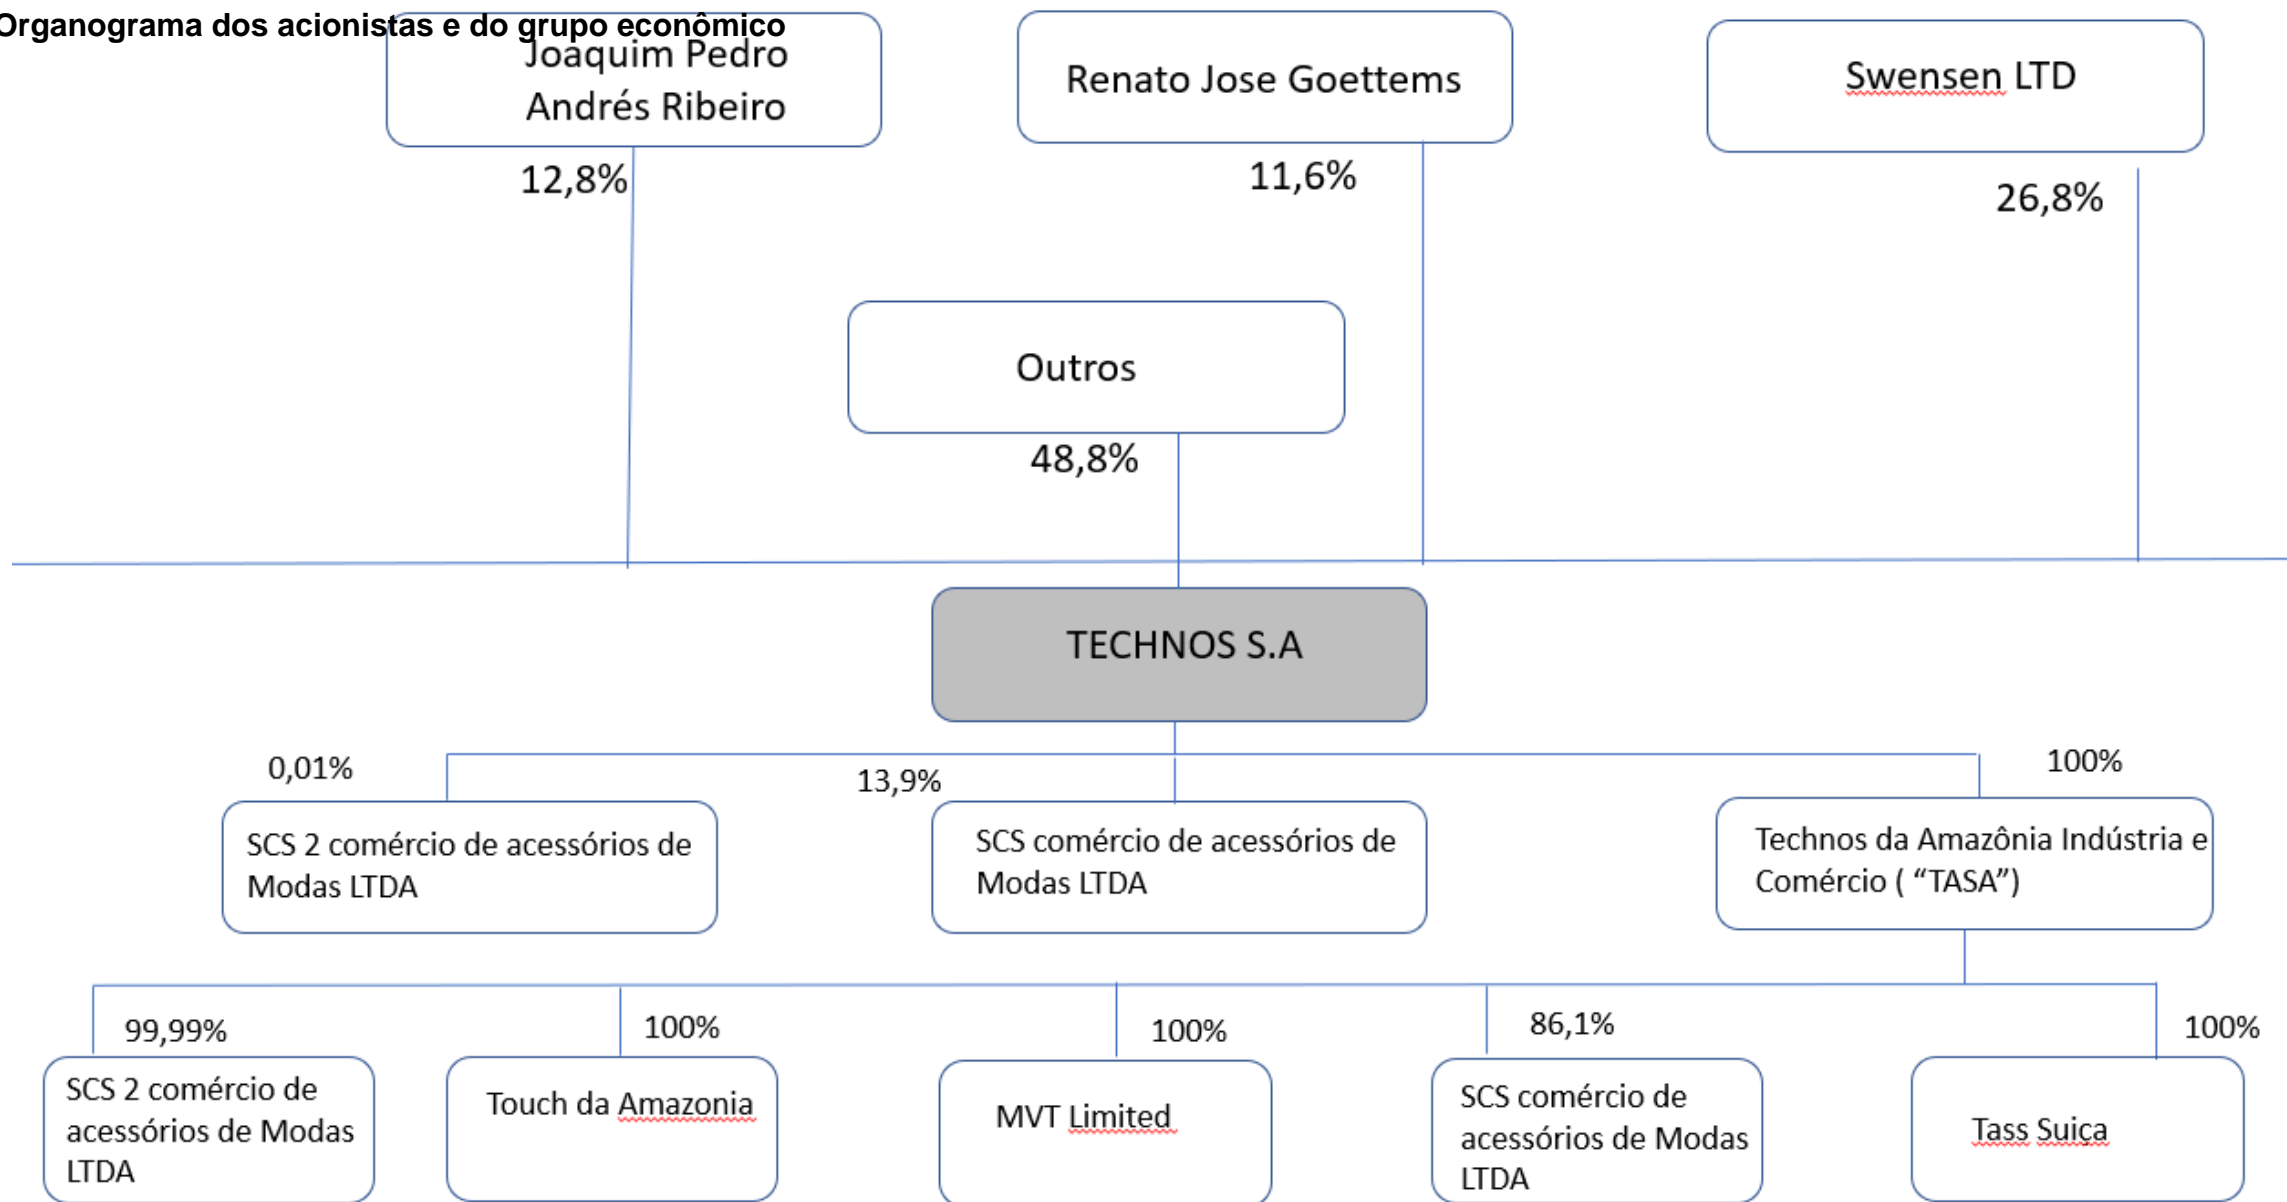 Organograma dos acionistas e do grupo econômico
Joaquim Pedro
Andrés Ribeiro
12,8%
Renato Jose Goettems
11,6%
Swensen LTD
26,8%
Outros
48,8%
TECHNOS S.A
0,01%
SCS 2 comércio de acessórios de
Modas LTDA
13,9%
SCS comércio de acessórios de
Modas LTDA
100%
Technos da Amazônia Indústria e
Comércio ( “TASA”)
99,99%
SCS 2 comércio de
acessórios de Modas
LTDA
100%
Touch da Amazonia
100%
MVT Limited
86,1%
SCS comércio de
acessórios de Modas
LTDA
100%
Tass Suiça